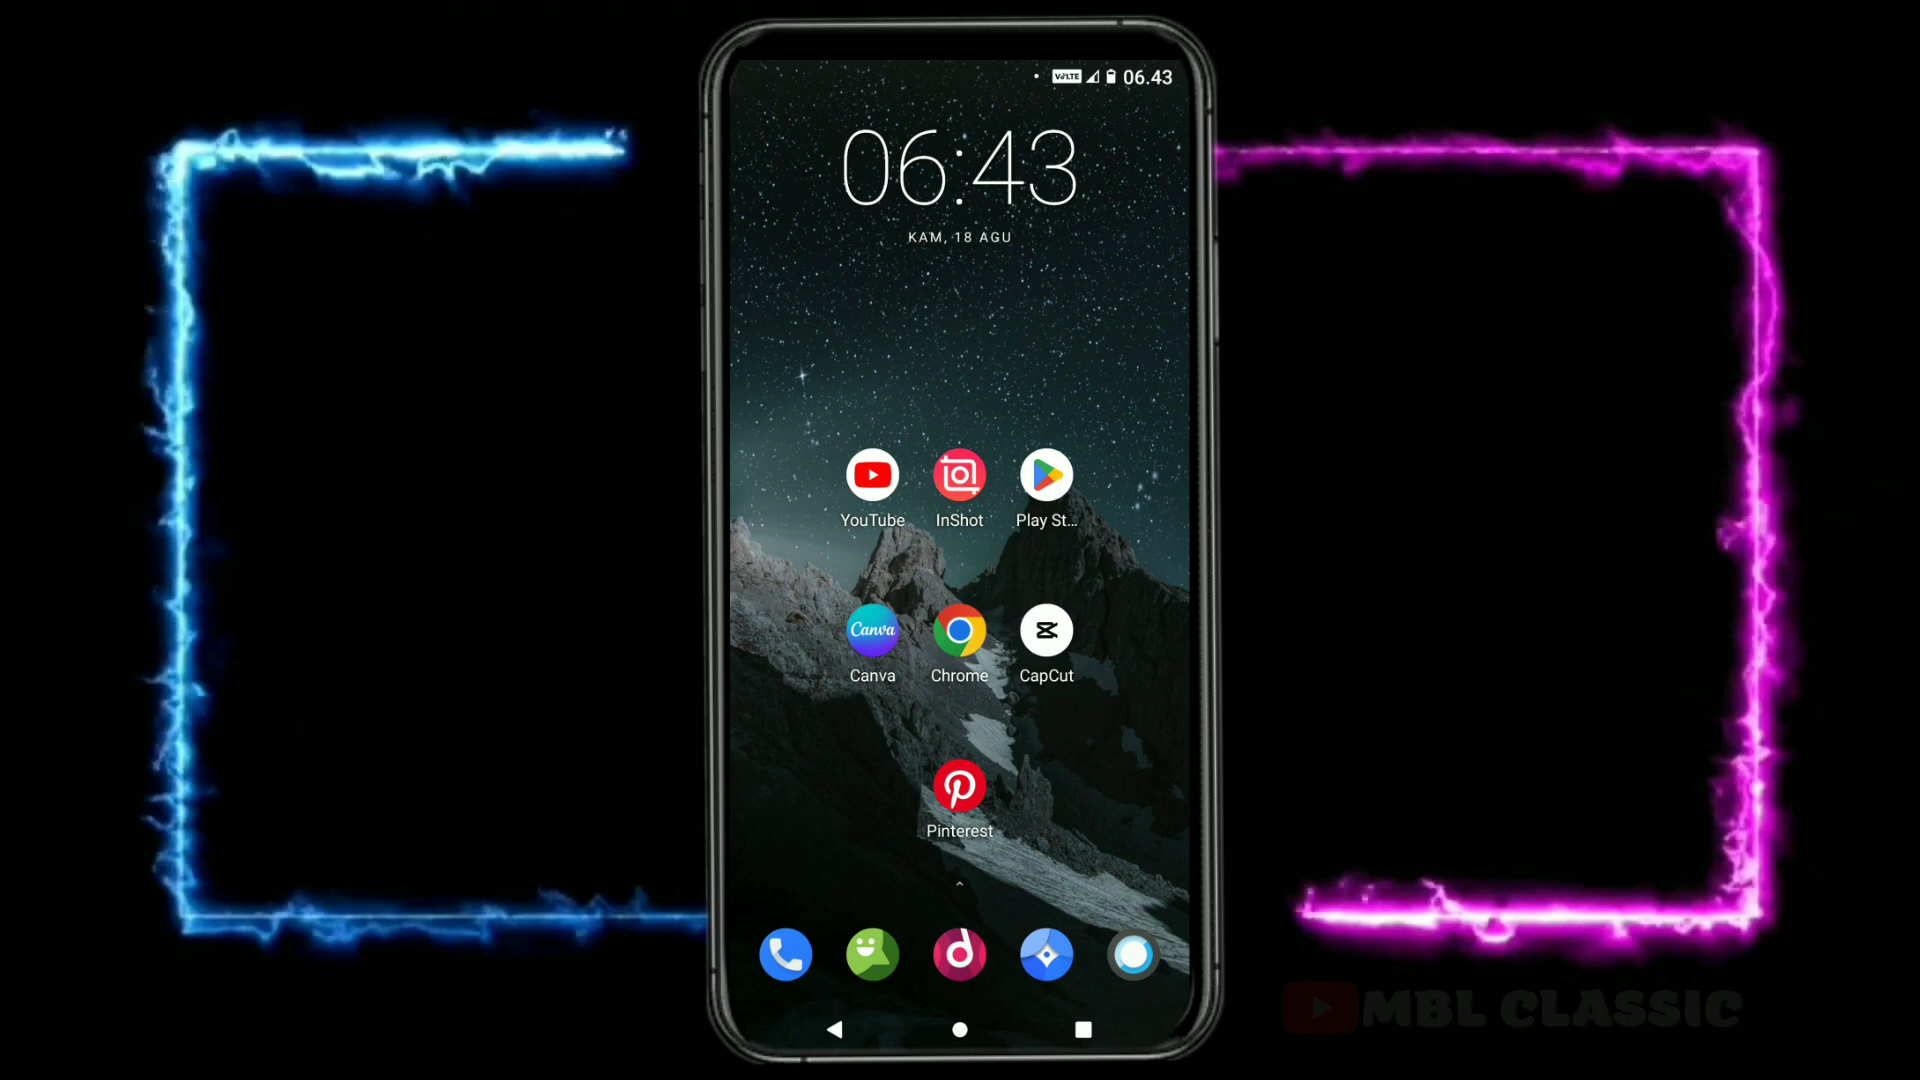 VoLTE 06.43
06:43
KAM, 18 AGU
YouTube InShot Play St...
Canva
Canva Chrome CapCut
Pinterest
MBL CLASSIC